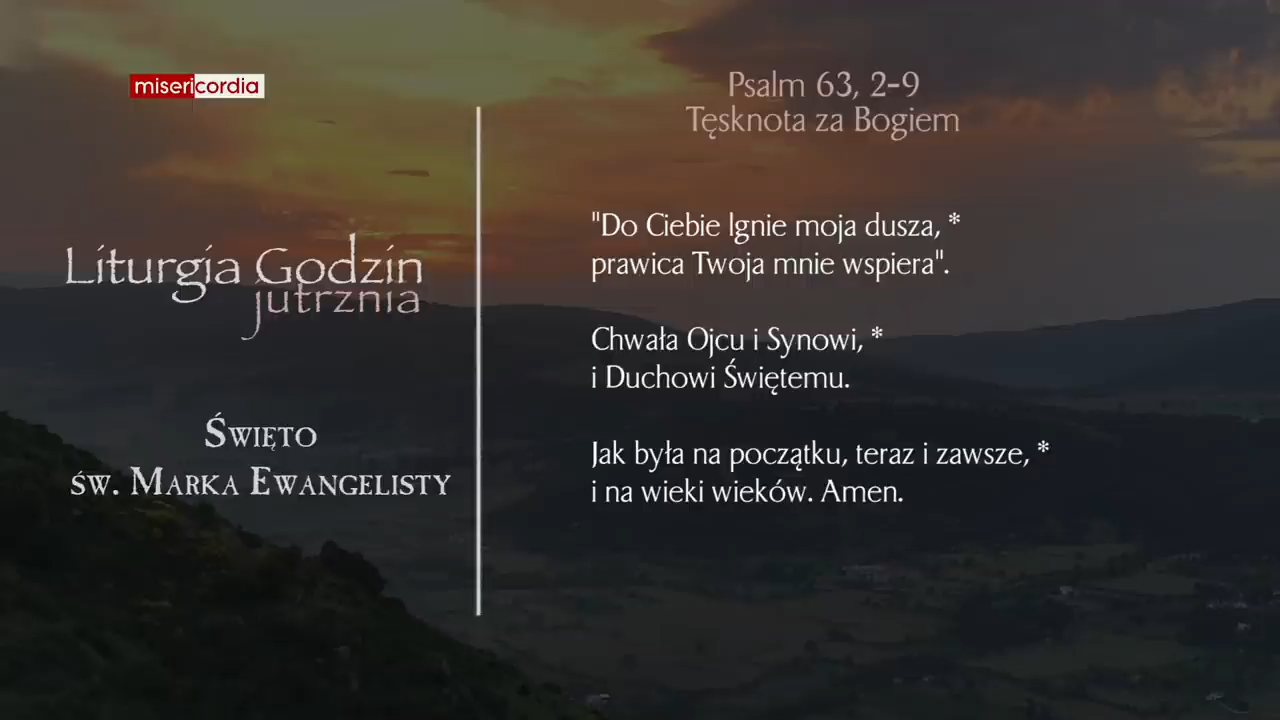 misericordia
Liturgia Godzin
jutrznia
Święto
św. Marka Ewangelisty
Psalm 63, 2-9
Tęsknota za Bogiem
"Do Ciebie lgnie moja dusza, *
prawica Twoja mnie wspiera".
Chwała Ojcu i Synowi, *
i Duchowi Świętemu.
Jak była na początku, teraz i zawsze, *
i na wieki wieków. Amen.